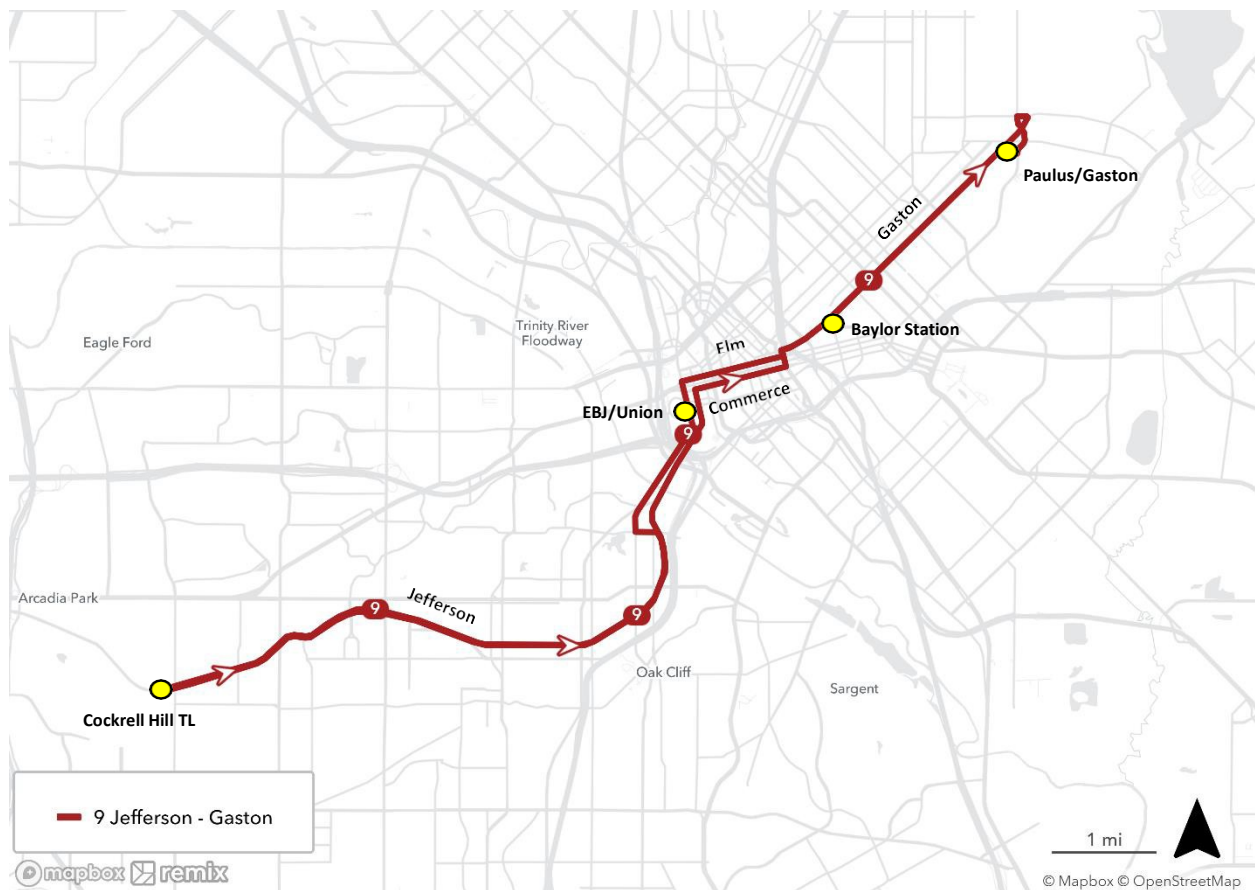 Paulus/Gaston
Gaston
9
Baylor Station
Trinity River
Floodway
Eagle Ford
Elm
Commerce
EBJ/Union
9
Arcadia Park
9
Jefferson
9
Oak Cliff
Sargent
Cockrell Hill TL
9 Jefferson - Gaston
1 mi
mapbox remix
© Mapbox © OpenStreetMap